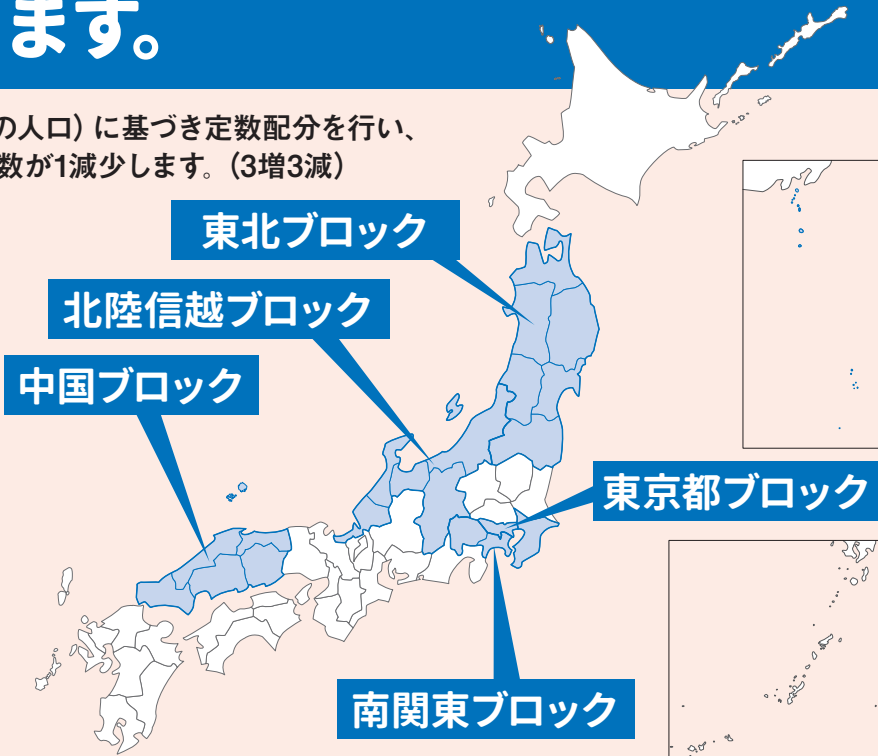 ます。
の人口）に基づき定数配分を行い、
数が1減少します。（3増3減）
東北ブロック
北陸信越ブロック
中国ブロック
東京都ブロック
南関東ブロック